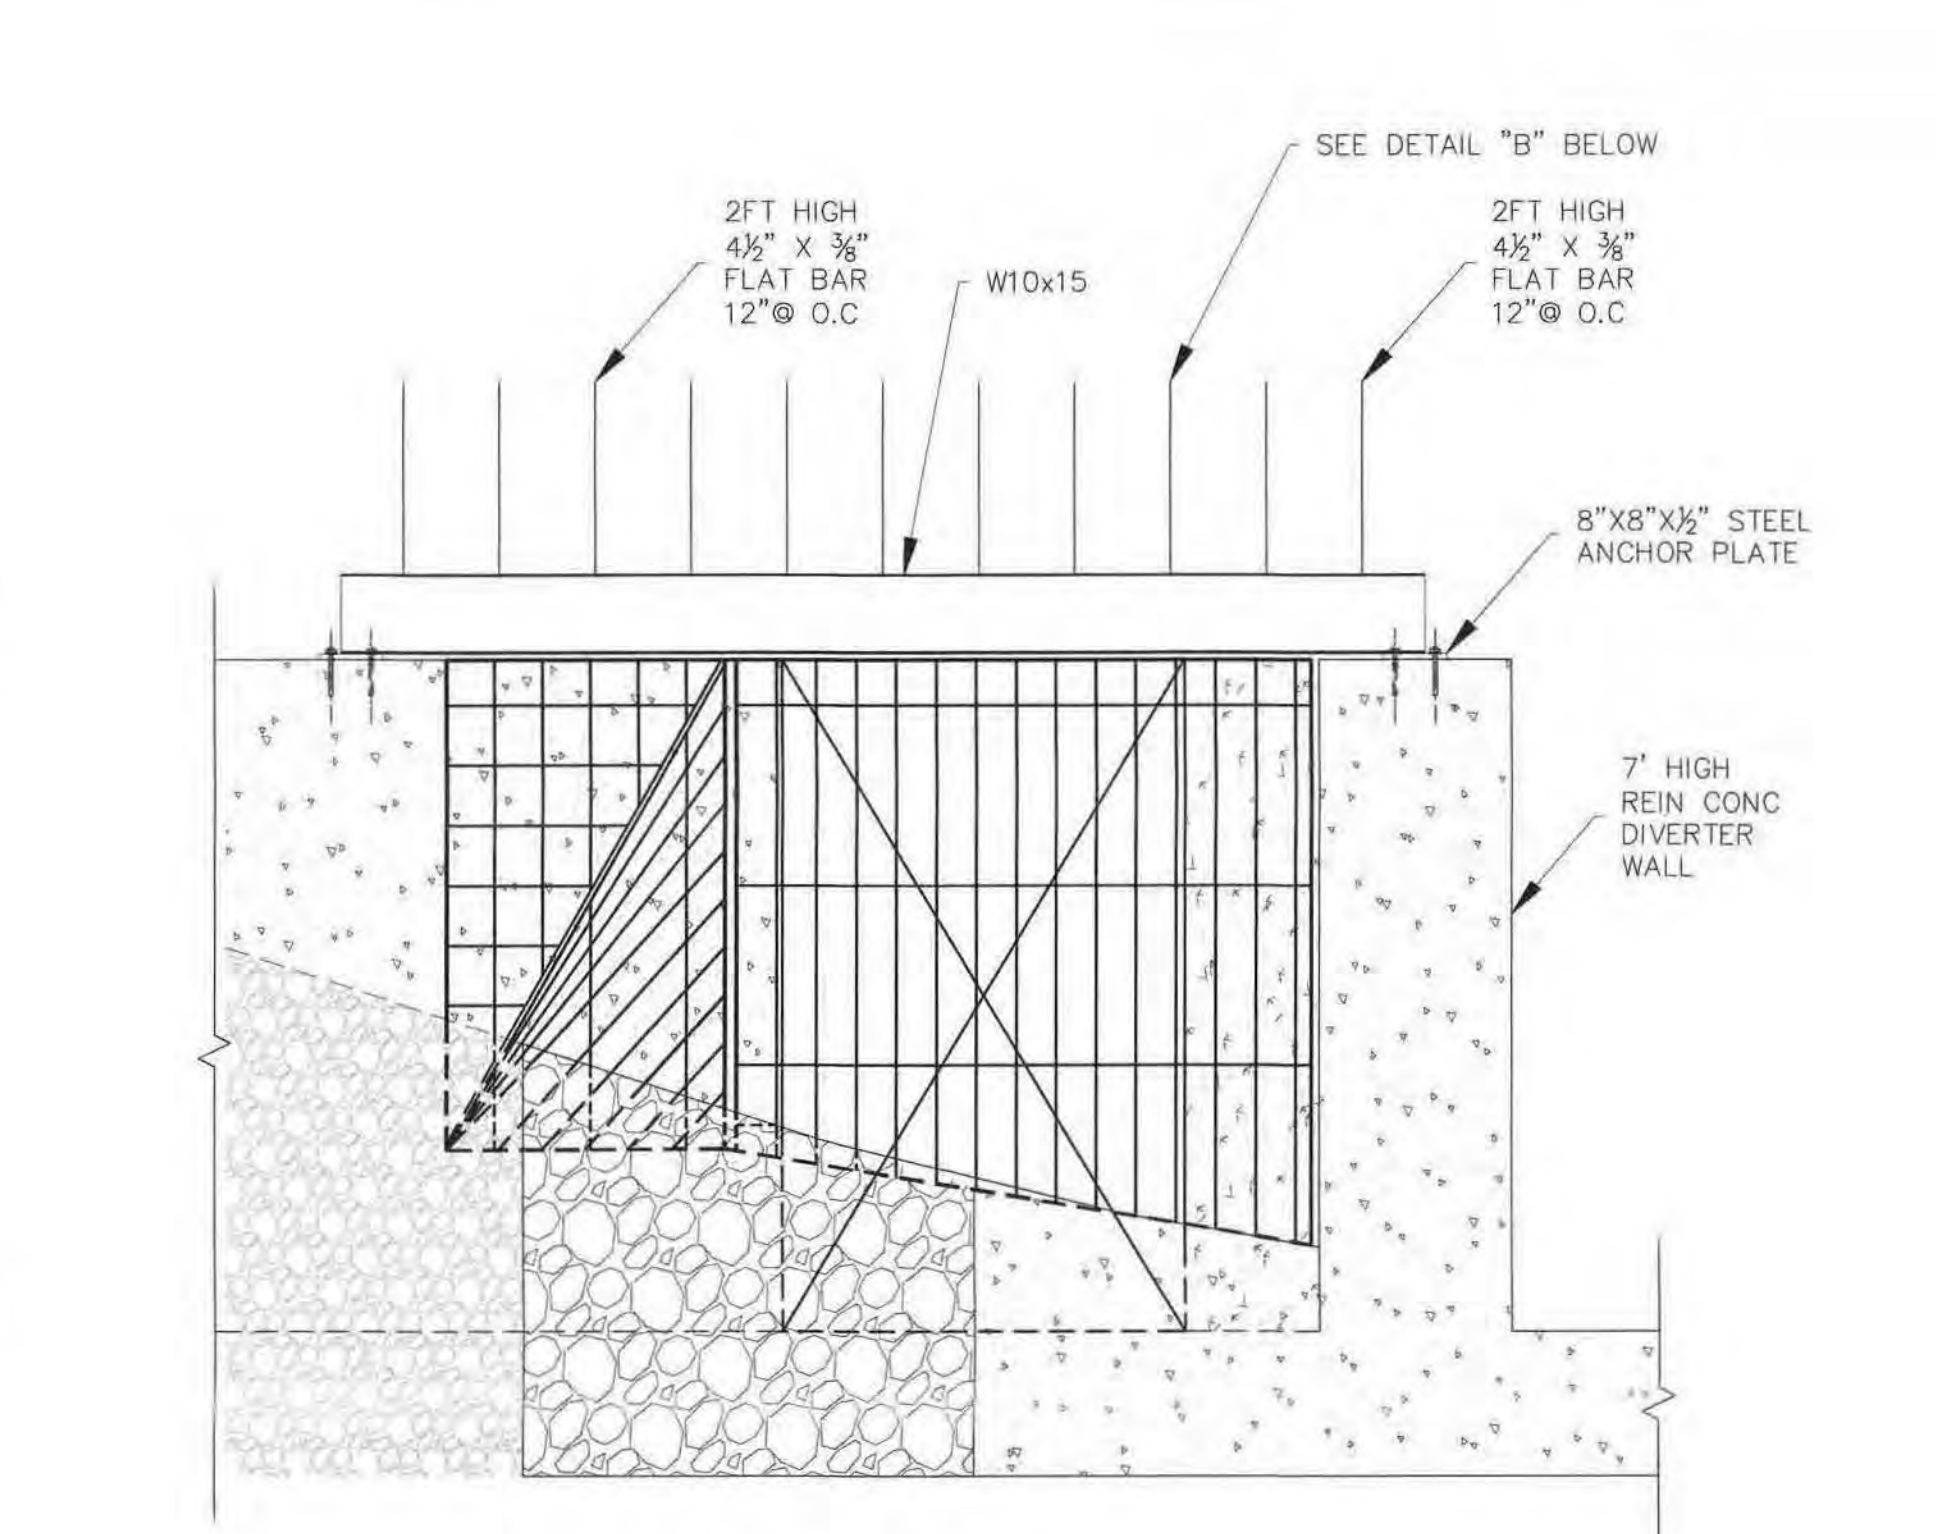 SEE DETAIL "B" BELOW
2FT HIGH
4½" X ⅜"
FLAT BAR
12"@ O.C
W10x15
2FT HIGH
4½" X ⅜"
FLAT BAR
12"@ O.C
8"X8"X½" STEEL
ANCHOR PLATE
7' HIGH
REIN CONC
DIVERTER
WALL